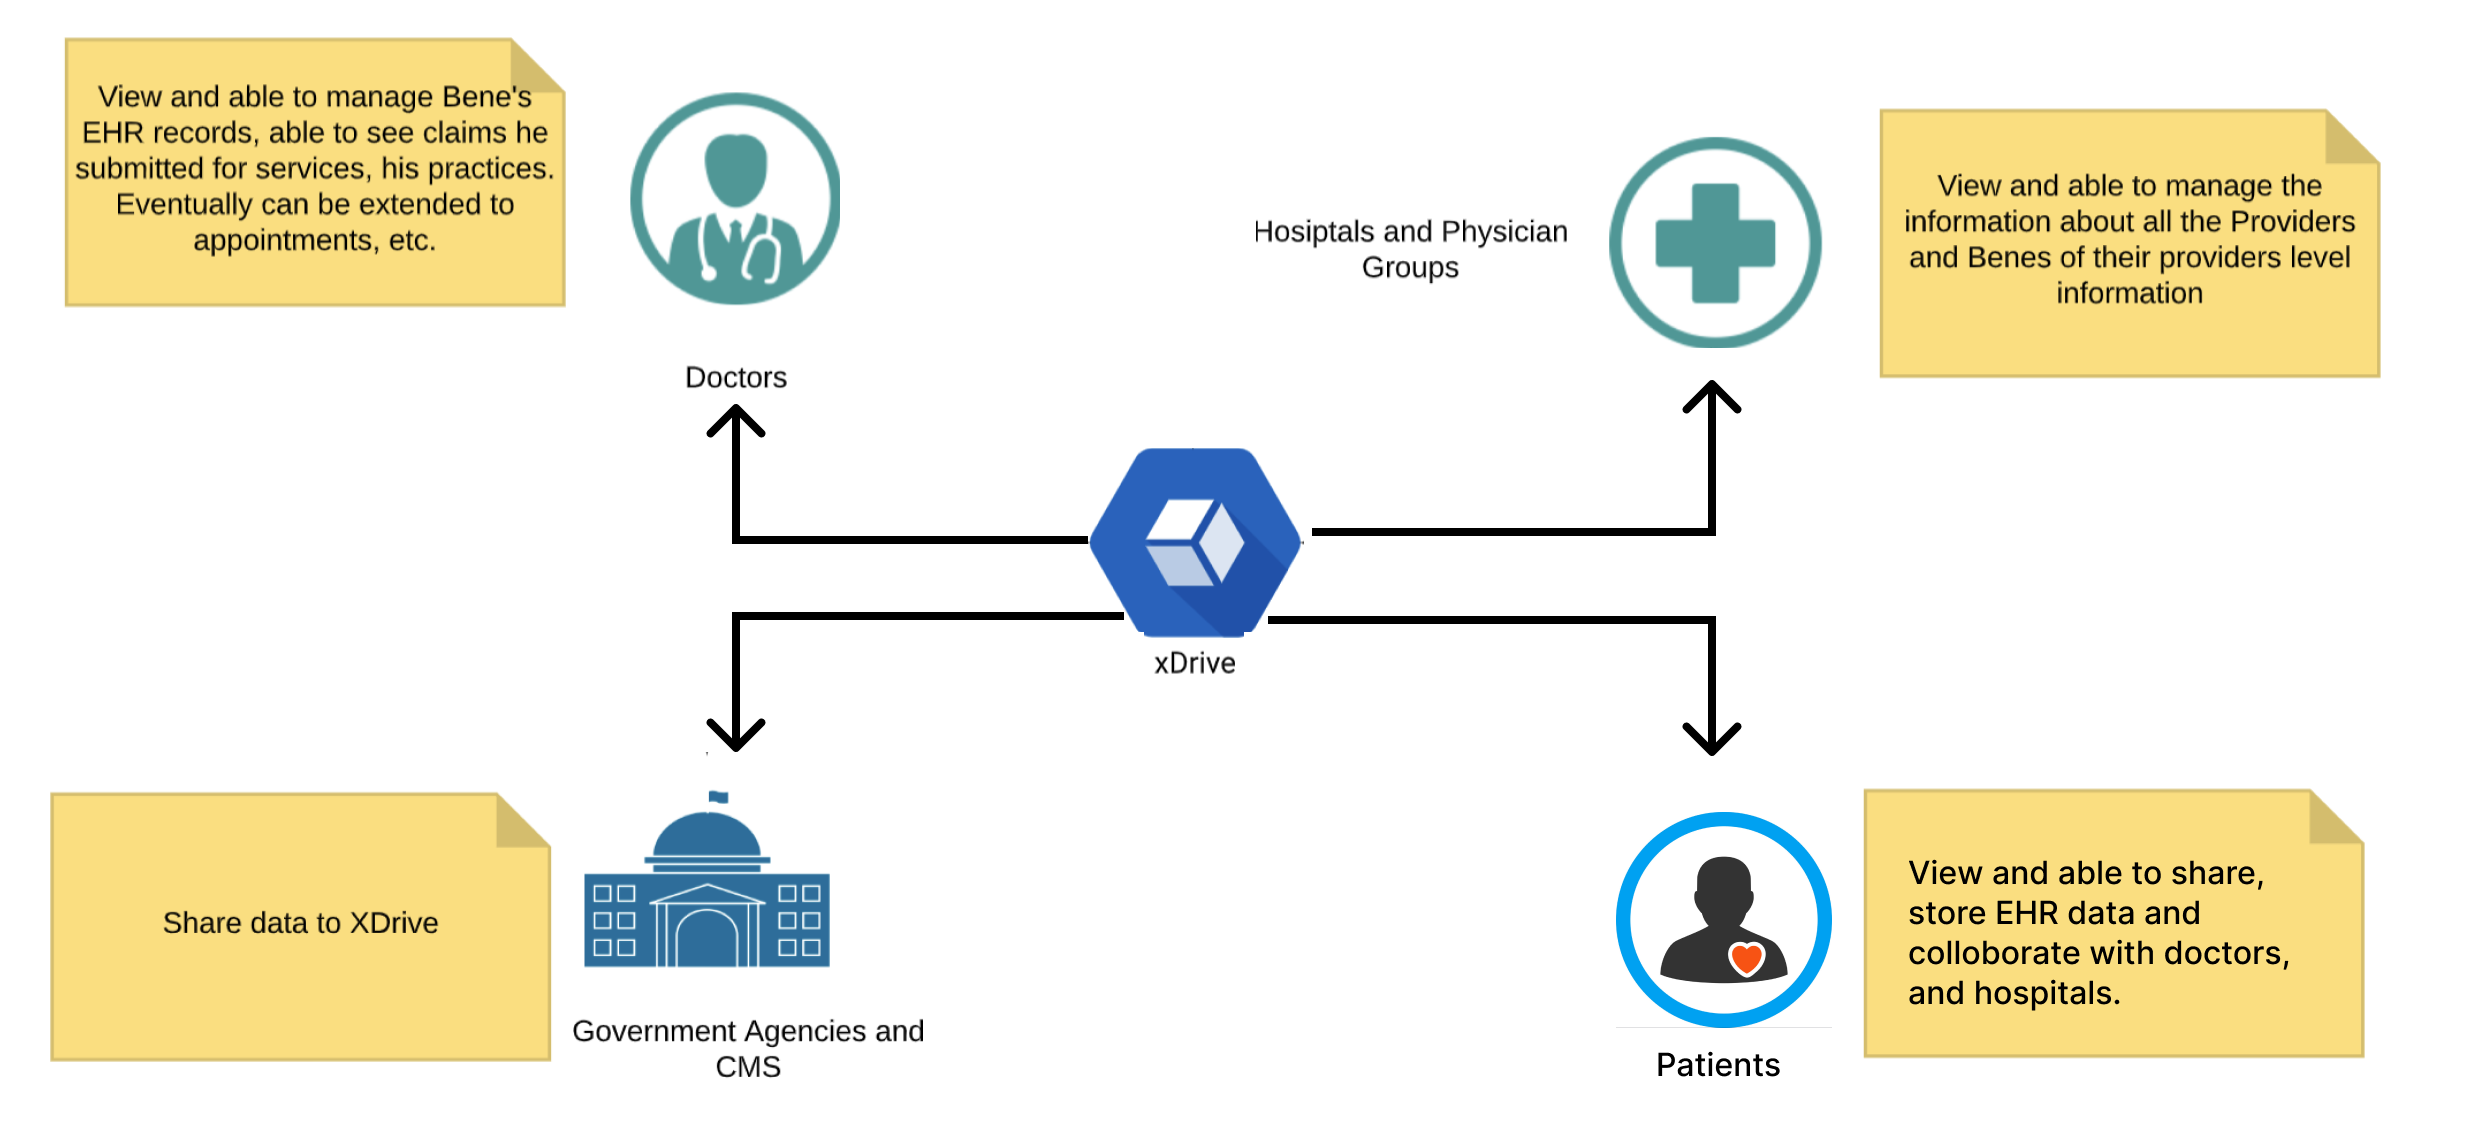 View and able to manage Bene's
EHR records, able to see claims he
submitted for services, his practices.
Eventually can be extended to
appointments, etc.
Doctors
Hosiptals and Physician
Groups
View and able to manage the
information about all the Providers
and Benes of their providers level
information
xDrive
Share data to XDrive
Government Agencies and
CMS
View and able to share,
store EHR data and
colloborate with doctors,
and hospitals.
Patients